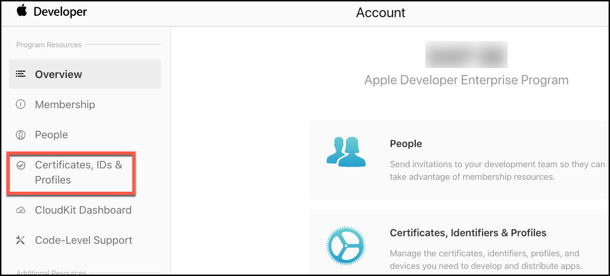 Developer
Account
Program Resources
Overview
Membership
People
Certificates, IDs &
Profiles
CloudKit Dashboard
Code-Level Support
Additional Resources
Apple Developer Enterprise Program
People
Send invitations to your development team so they can
take advantage of membership resources.
Certificates, Identifiers & Profiles
Manage the certificates, identifiers, profiles, and
devices you need to develop and distribute apps.